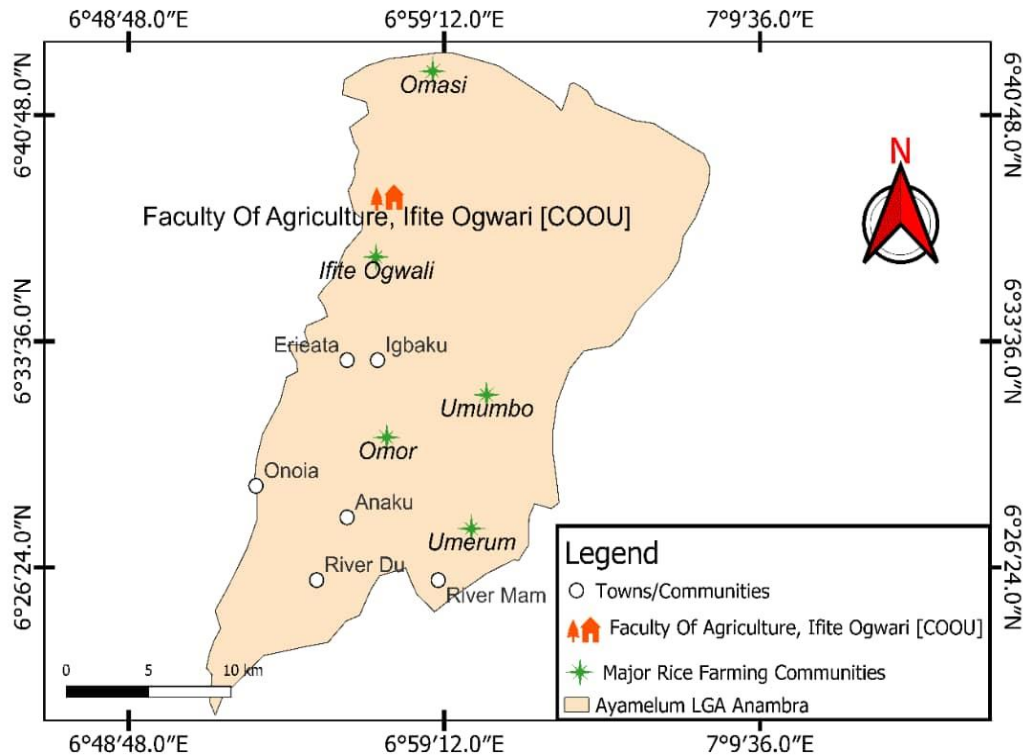 6°48′48.0″E 6°59′12.0″E 7°9′36.0″E
6°40′48.0″N 6°40′48.0″N
Omasi
N
Faculty Of Agriculture, Ifite Ogwari [COOU]
Ifite Ogwali
6°33′36.0″N 6°33′36.0″N
Erieata Igbaku
Umumbo
Omor
Onoia
Anaku
Umerum
6°26′24.0″N 6°26′24.0″N
River Du
River Mam
Legend
Towns/Communities
Faculty Of Agriculture, Ifite Ogwari [COOU]
Major Rice Farming Communities
Ayamelum LGA Anambra
0 5 10 km
6°48′48.0″E 6°59′12.0″E 7°9′36.0″E